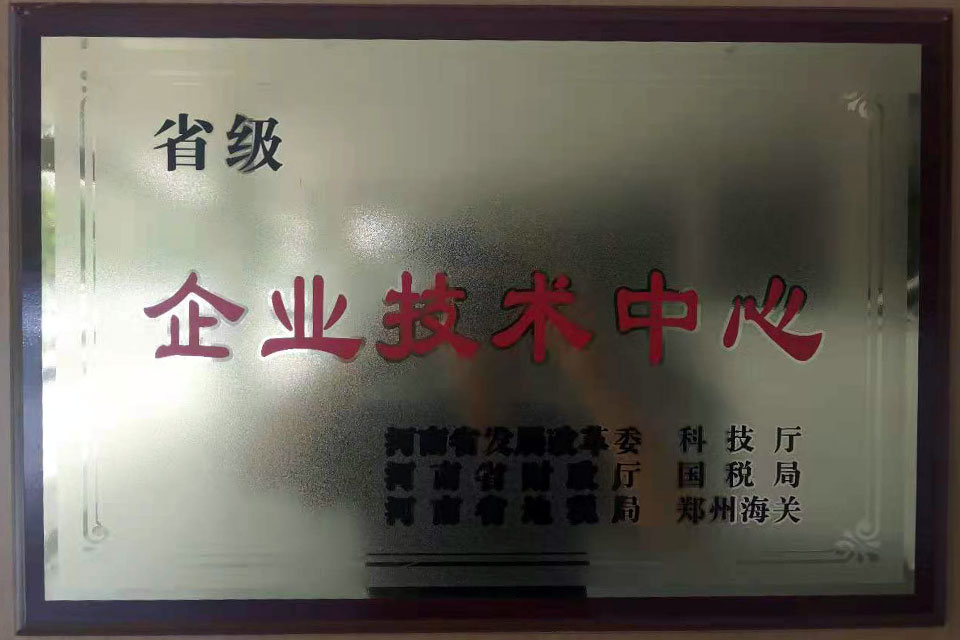 省级
企业技术中心
河南省发展改革委 科技厅
河南省财政厅 国税局
河南省地税局 郑州海关